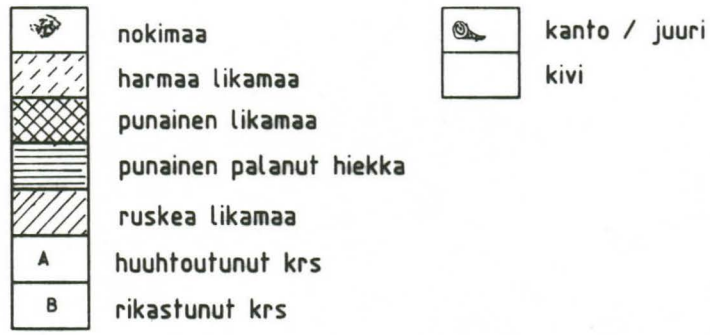 nokimaa
harmaa likamaa
punainen likamaa
punainen palanut hiekka
ruskea likamaa
A huuhtoutunut krs
B rikastunut krs
kanto / juuri
kivi